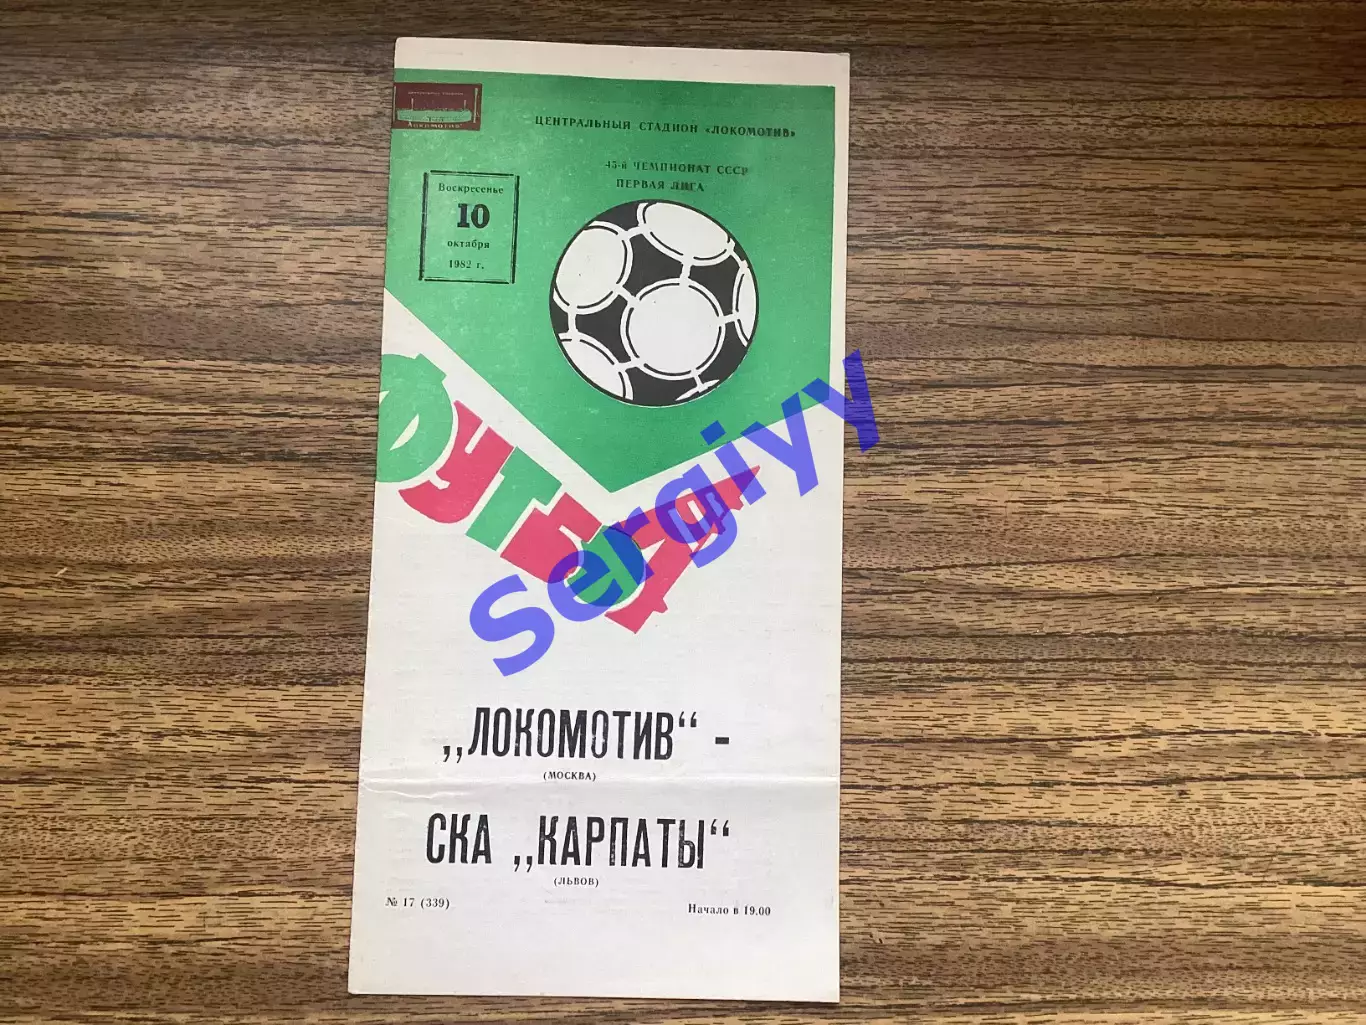 Локомотив
ЦЕНТРАЛЬНЫЙ СТАДИОН «ЛОКОМОТИВ»
45-й ЧЕМПИОНАТ СССР
ПЕРВАЯ ЛИГА
Воскресенье
10
октября
1982 г.
ФУТБОЛ
Sergiyy
„ЛОКОМОТИВ“ -
(МОСКВА)
СКА „КАРПАТЫ“
(ЛЬВОВ)
№ 17 (339)
Начало в 19.00